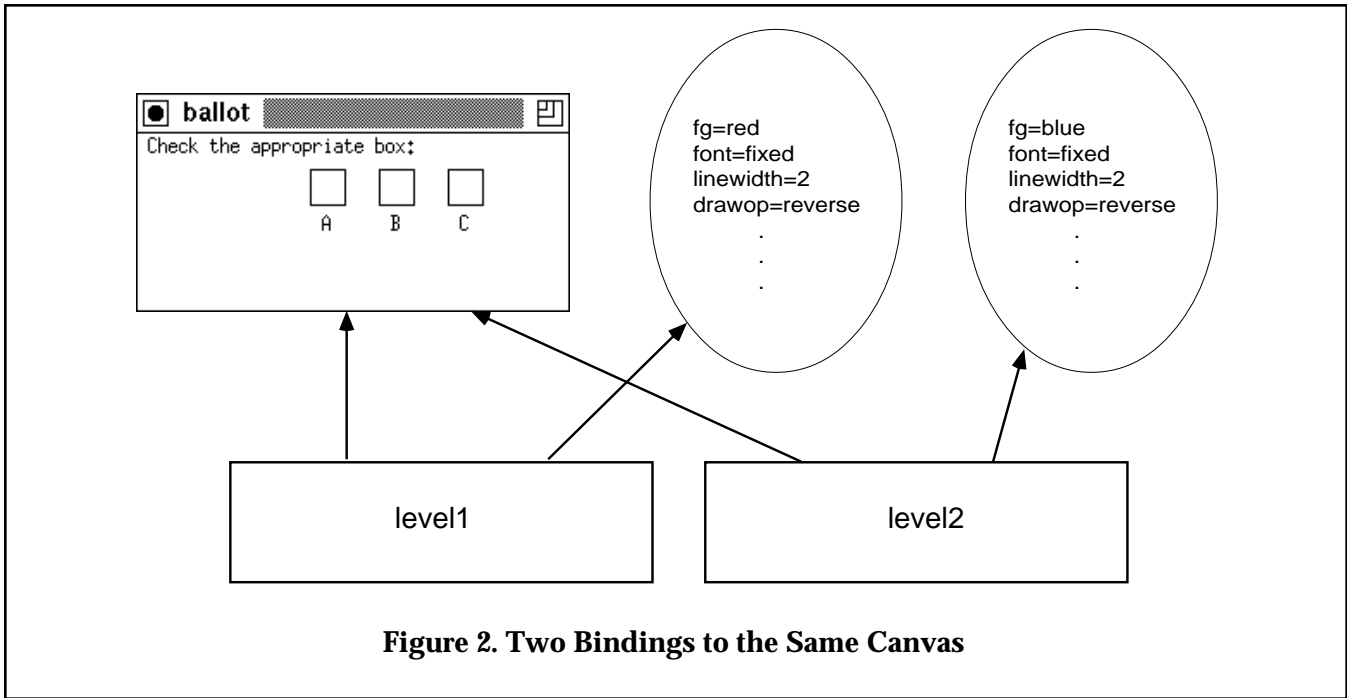 ballot
Check the appropriate box:
A B C
fg=red
font=fixed
linewidth=2
drawop=reverse
.
.
.
fg=blue
font=fixed
linewidth=2
drawop=reverse
.
.
.
level1
level2
Figure 2. Two Bindings to the Same Canvas